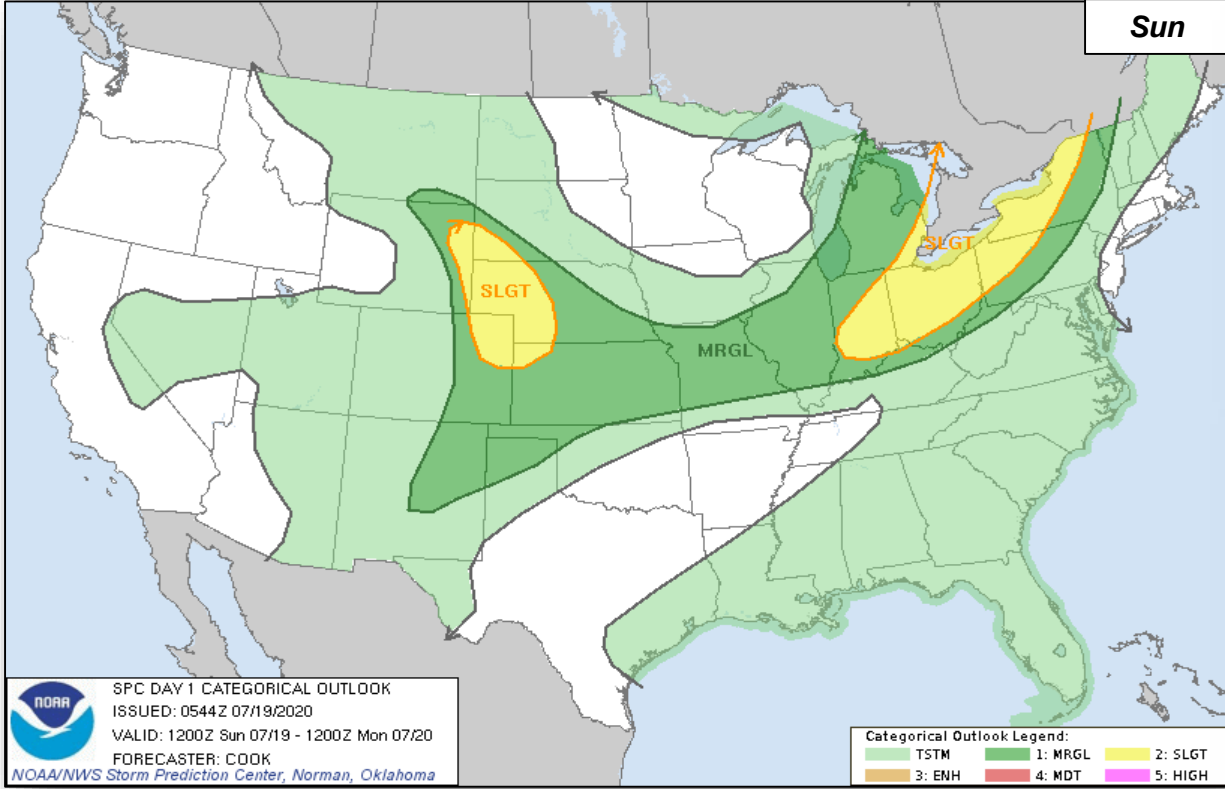 Sun
SLGT
SLGT
MRGL
NOAA
SPC DAY 1 CATEGORICAL OUTLOOK
ISSUED: 0544Z 07/19/2020
VALID: 1200Z Sun 07/19 - 1200Z Mon 07/20
FORECASTER: COOK
NOAA/NWS Storm Prediction Center, Norman, Oklahoma
Categorical Outlook Legend:
TSTM 1: MRGL 2: SLGT
3: ENH 4: MDT 5: HIGH